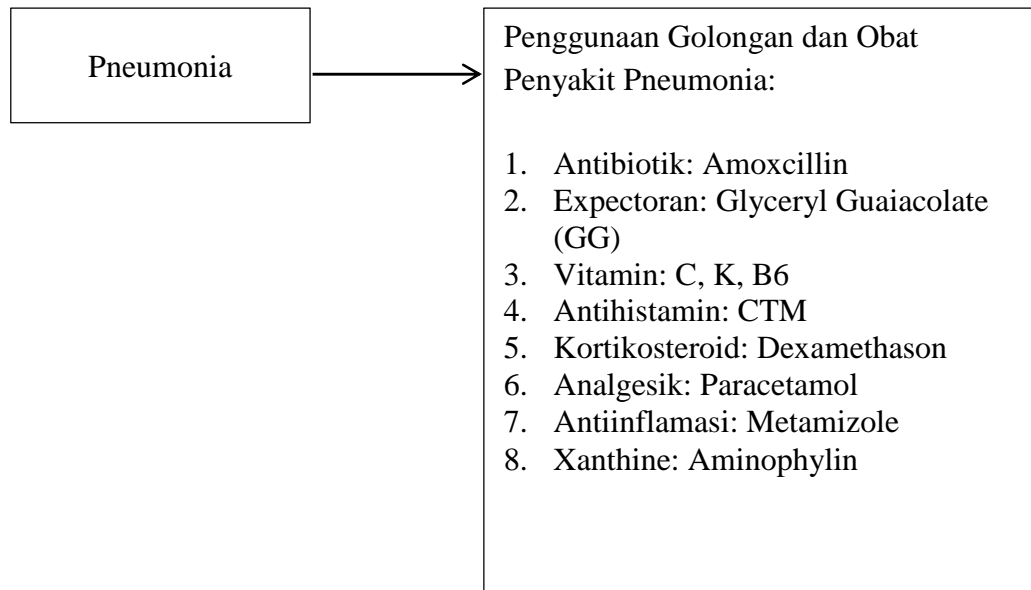 Pneumonia
Penggunaan Golongan dan Obat
Penyakit Pneumonia:
1. Antibiotik: Amoxcillin
2. Expectoran: Glyceryl Guaiacolate
(GG)
3. Vitamin: C, K, B6
4. Antihistamin: CTM
5. Kortikosteroid: Dexamethason
6. Analgesik: Paracetamol
7. Antiinflamasi: Metamizole
8. Xanthine: Aminophylin